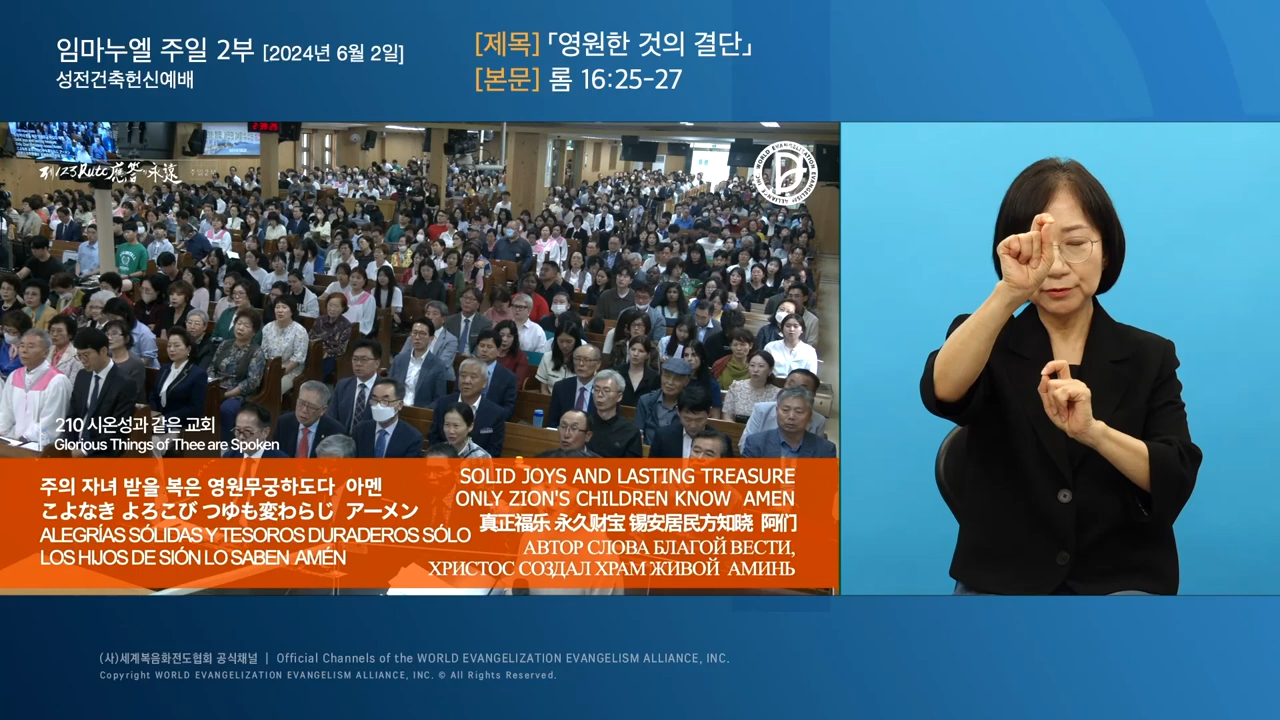 임마누엘 주일 2부 [2024년 6월 2일]
성전건축헌신예배
[제목] 「영원한 것의 결단」
[본문] 롬 16:25-27
WORLD EVANGELIZATION EVANGELISM ALLIANCE, INC.
210 시온성과 같은 교회
Glorious Things of Thee are Spoken
주의 자녀 받을 복은 영원무궁하도다 아멘
こよなき よろこび つゆも変わらじ アーメン
ALEGRÍAS SÓLIDAS Y TESOROS DURADEROS SÓLO
LOS HIJOS DE SIÓN LO SABEN AMÉN
SOLID JOYS AND LASTING TREASURE
ONLY ZION'S CHILDREN KNOW AMEN
真正福乐 永久财宝 锡安居民方知晓 阿们
АВТОР СЛОВА БЛАГОЙ ВЕСТИ,
ХРИСТОС СОЗДАЛ ХРАМ ЖИВОЙ АМИНЬ
(사)세계복음화전도협회 공식채널 | Official Channels of the WORLD EVANGELIZATION EVANGELISM ALLIANCE, INC.
Copyright WORLD EVANGELIZATION EVANGELISM ALLIANCE, INC. © All Rights Reserved.